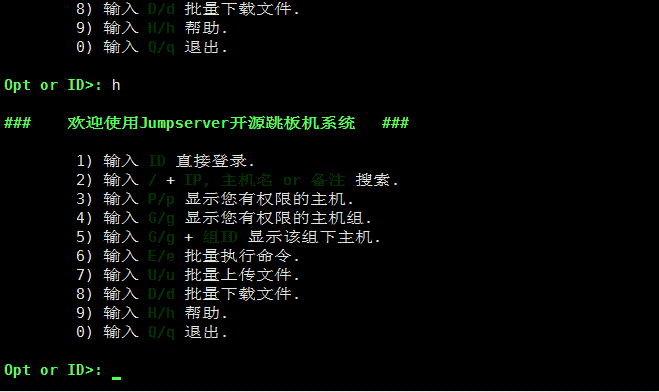 8) 输入 D/d 批量下载文件.
9) 输入 H/h 帮助.
0) 输入 Q/q 退出.
Opt or ID>: h
### 欢迎使用Jumpserver开源跳板机系统 ###
1) 输入 ID 直接登录.
2) 输入 / + IP, 主机名 or 备注 搜索.
3) 输入 P/p 显示您有权限的主机.
4) 输入 G/g 显示您有权限的主机组.
5) 输入 G/g + 组ID 显示该组下主机.
6) 输入 E/e 批量执行命令.
7) 输入 U/u 批量上传文件.
8) 输入 D/d 批量下载文件.
9) 输入 H/h 帮助.
0) 输入 Q/q 退出.
Opt or ID>: _